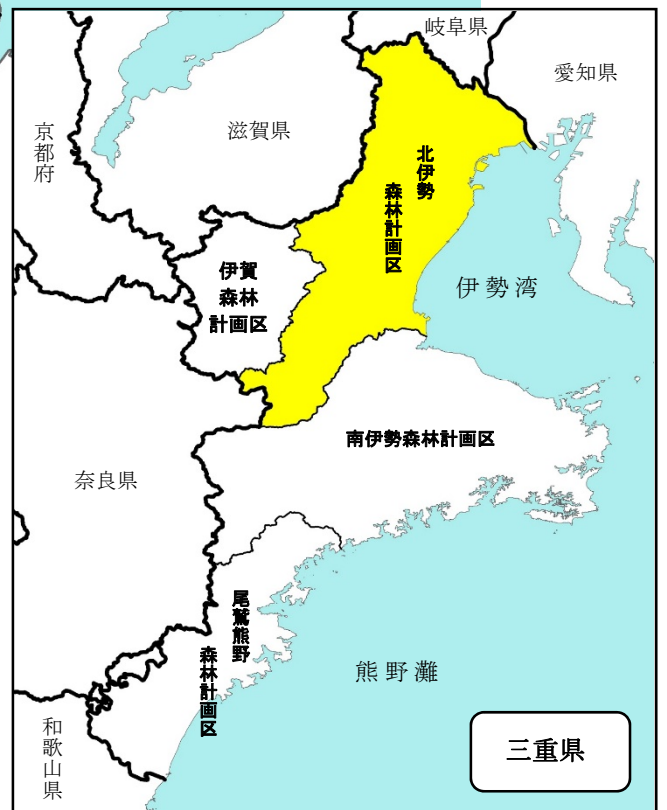 岐阜県
愛知県
滋賀県
京都府
北伊勢
森林計画区
伊賀
森林
計画区
伊勢湾
南伊勢森林計画区
奈良県
尾鷲熊野
森林計画区
熊野灘
和歌山県
三重県